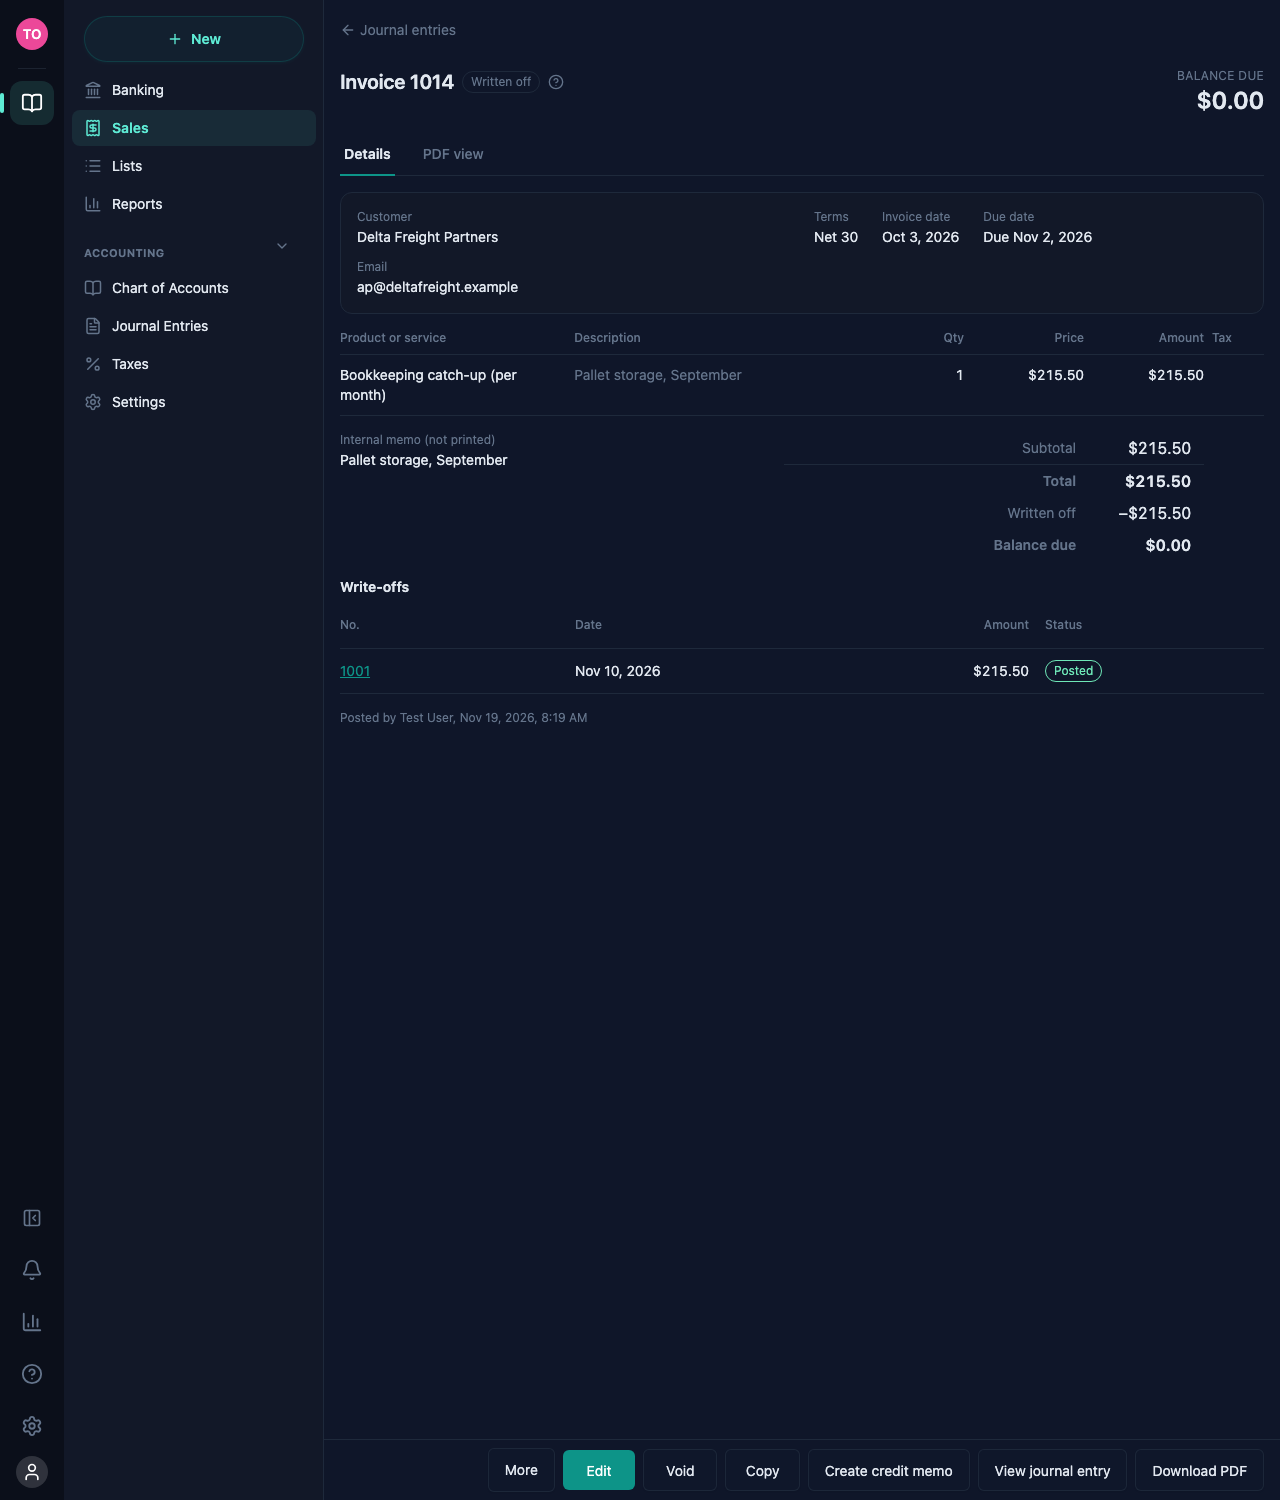 TO
New
Banking
Sales
Lists
Reports
ACCOUNTING
Chart of Accounts
Journal Entries
Taxes
Settings
Journal entries
Invoice 1014 Written off
BALANCE DUE
$0.00
Details PDF view
Customer Terms Invoice date Due date
Delta Freight Partners Net 30 Oct 3, 2026 Due Nov 2, 2026
Email
ap@deltafreight.example
Product or service Description Qty Price Amount Tax
Bookkeeping catch-up (per Pallet storage, September 1 $215.50 $215.50
month)
Internal memo (not printed)
Pallet storage, September
Subtotal $215.50
Total $215.50
Written off –$215.50
Balance due $0.00
Write-offs
No. Date Amount Status
1001 Nov 10, 2026 $215.50 Posted
Posted by Test User, Nov 19, 2026, 8:19 AM
More Edit Void Copy Create credit memo View journal entry Download PDF